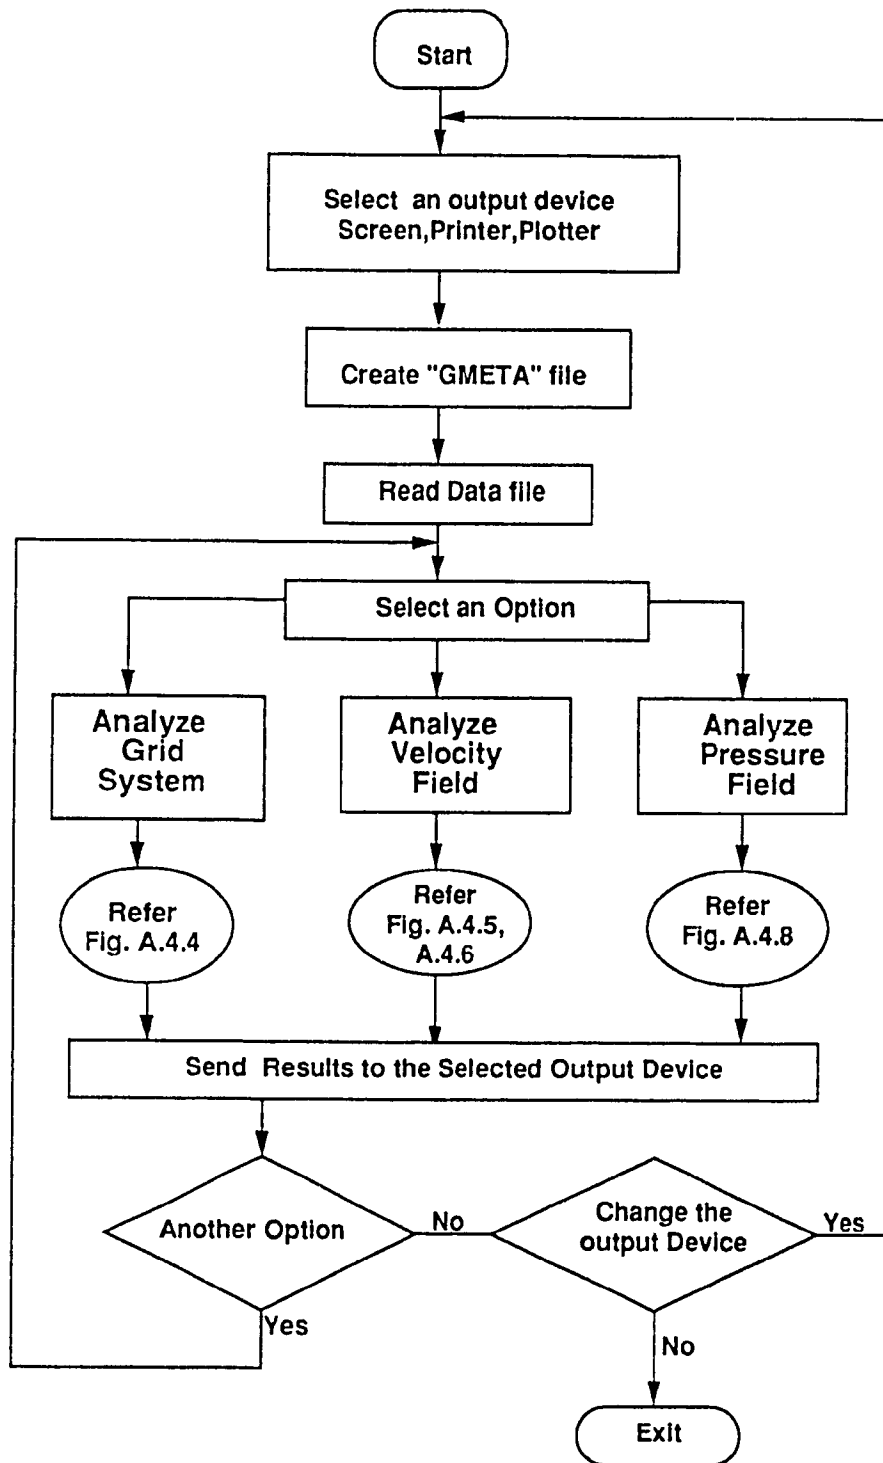 Start
Select an output device
Screen,Printer,Plotter
Create "GMETA" file
Read Data file
Select an Option
Analyze
Grid
System
Analyze
Velocity
Field
Analyze
Pressure
Field
Refer
Fig. A.4.4
Refer
Fig. A.4.5,
A.4.6
Refer
Fig. A.4.8
Send Results to the Selected Output Device
Another Option
No
Change the
output Device
Yes
Yes
No
Exit